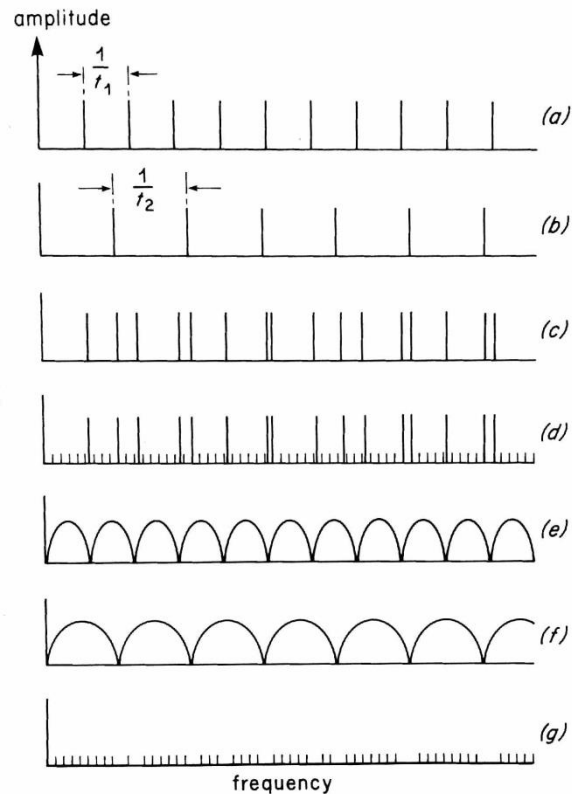 amplitude
1
t1
(a)
1
t2
(b)
(c)
(d)
(e)
(f)
(g)
frequency